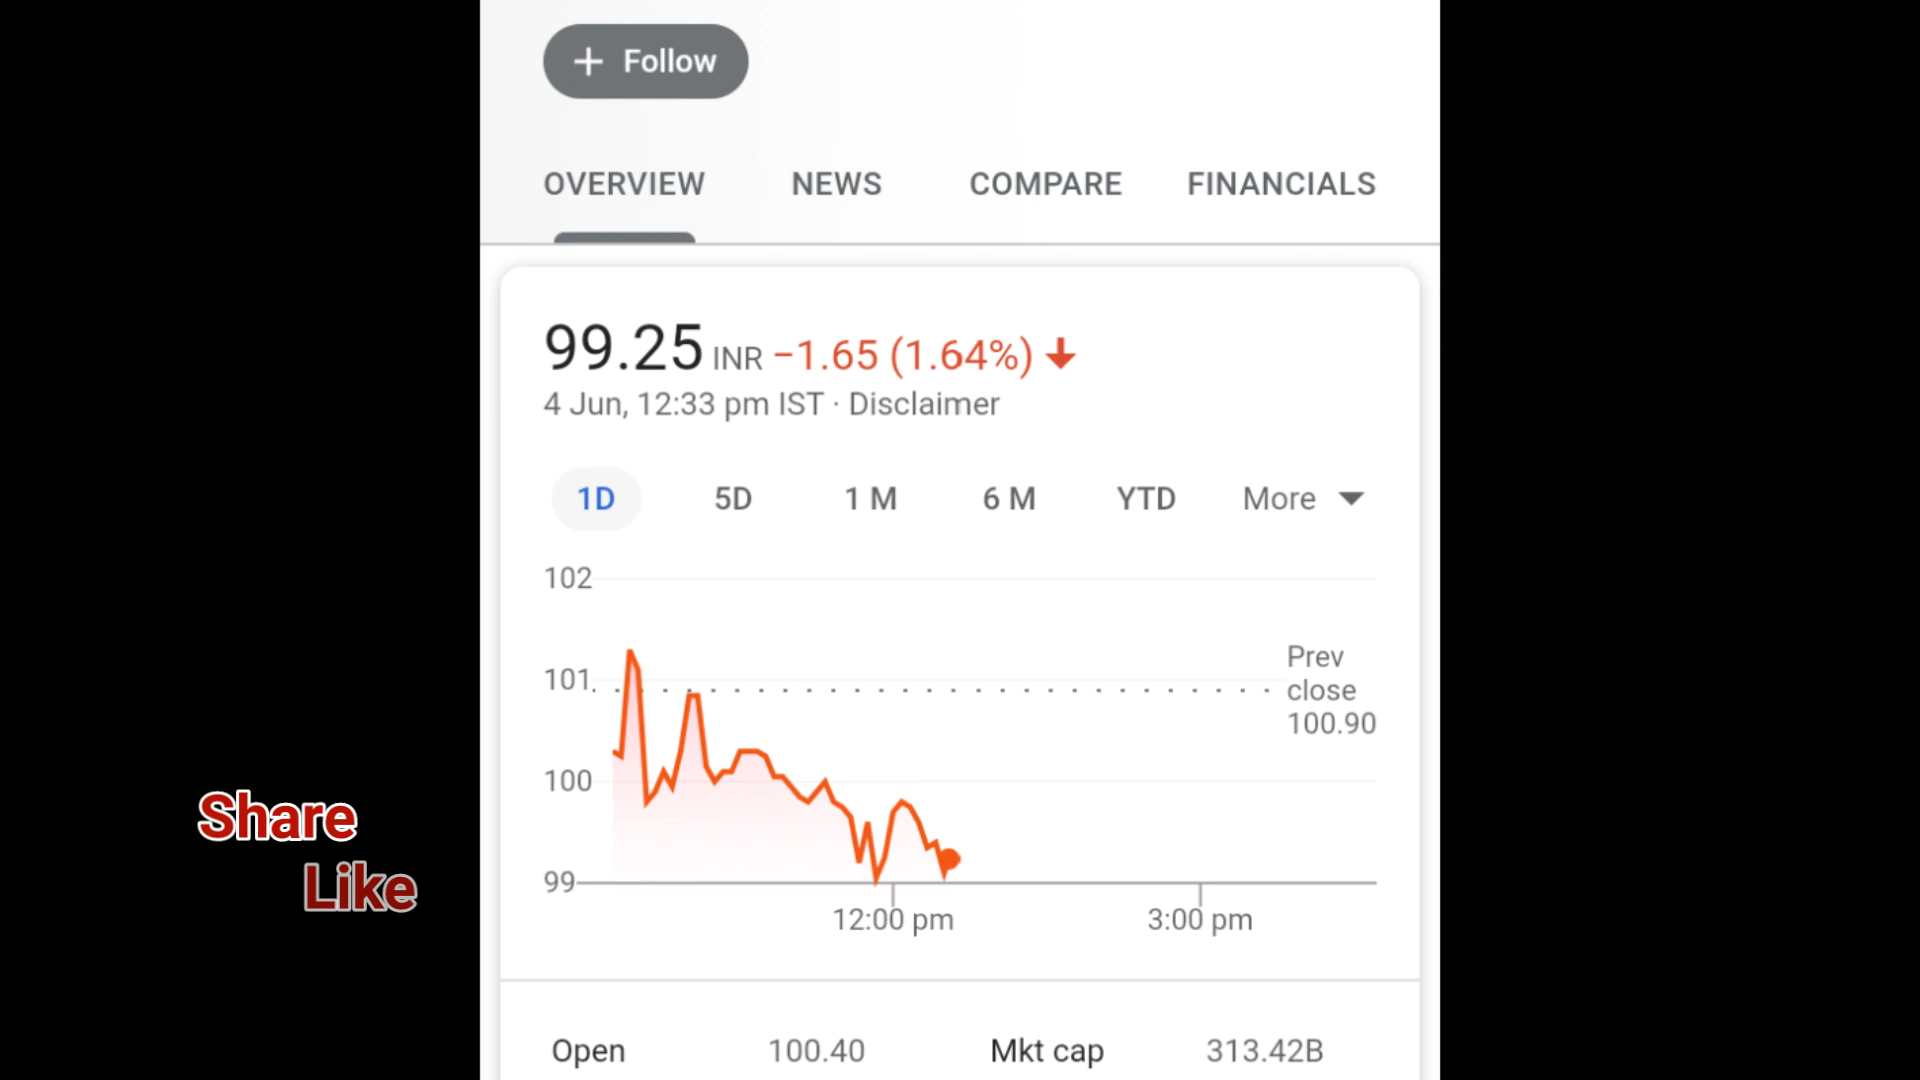 + Follow
OVERVIEW NEWS COMPARE FINANCIALS
99.25 INR −1.65 (1.64%)
4 Jun, 12:33 pm IST · Disclaimer
1D 5D 1 M 6 M YTD More
102
101
100
99
Prev
close
100.90
12:00 pm 3:00 pm
Open 100.40 Mkt cap 313.42B
Share
Like